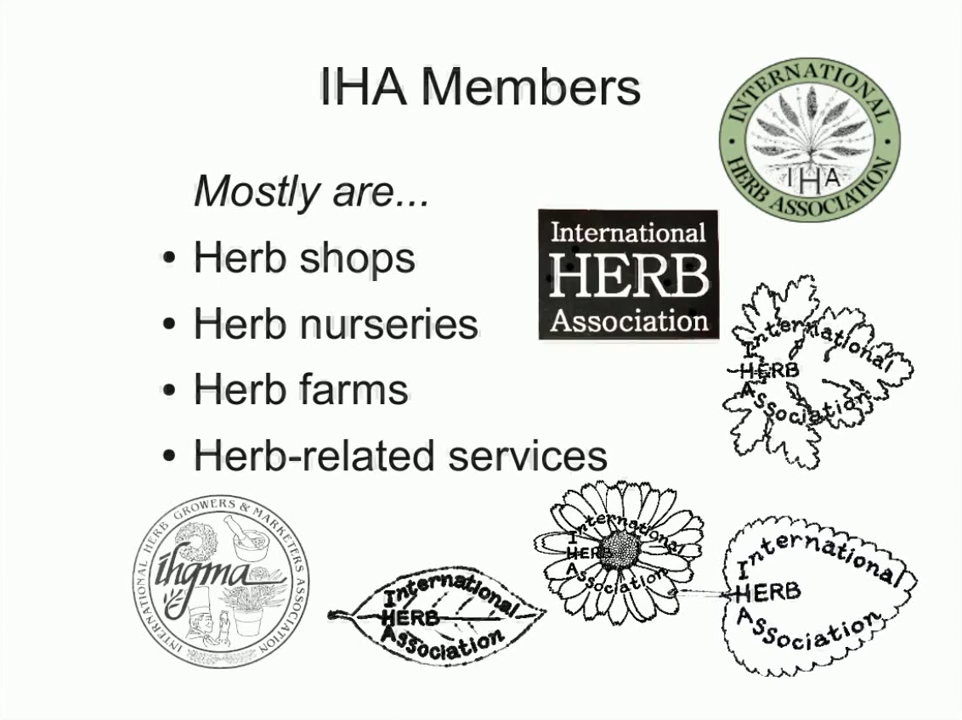 IHA Members
INTERNATIONAL
HERB ASSOCIATION
IHA
Mostly are...
• Herb shops
• Herb nurseries
• Herb farms
• Herb-related services
International
HERB
Association
International
HERB
Association
INTERNATIONAL HERB GROWERS & MARKETERS ASSOCIATION
ihgma
International
HERB
Association
International
HERB
Association
International
HERB
Association